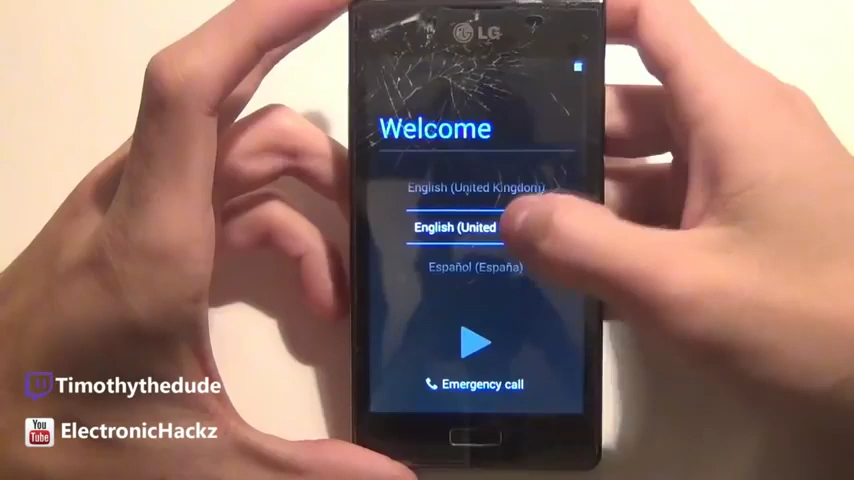 LG
Welcome
English (United Kingdom)
English (United
Español (España)
Emergency call
Timothythedude
You
Tube
ElectronicHackz